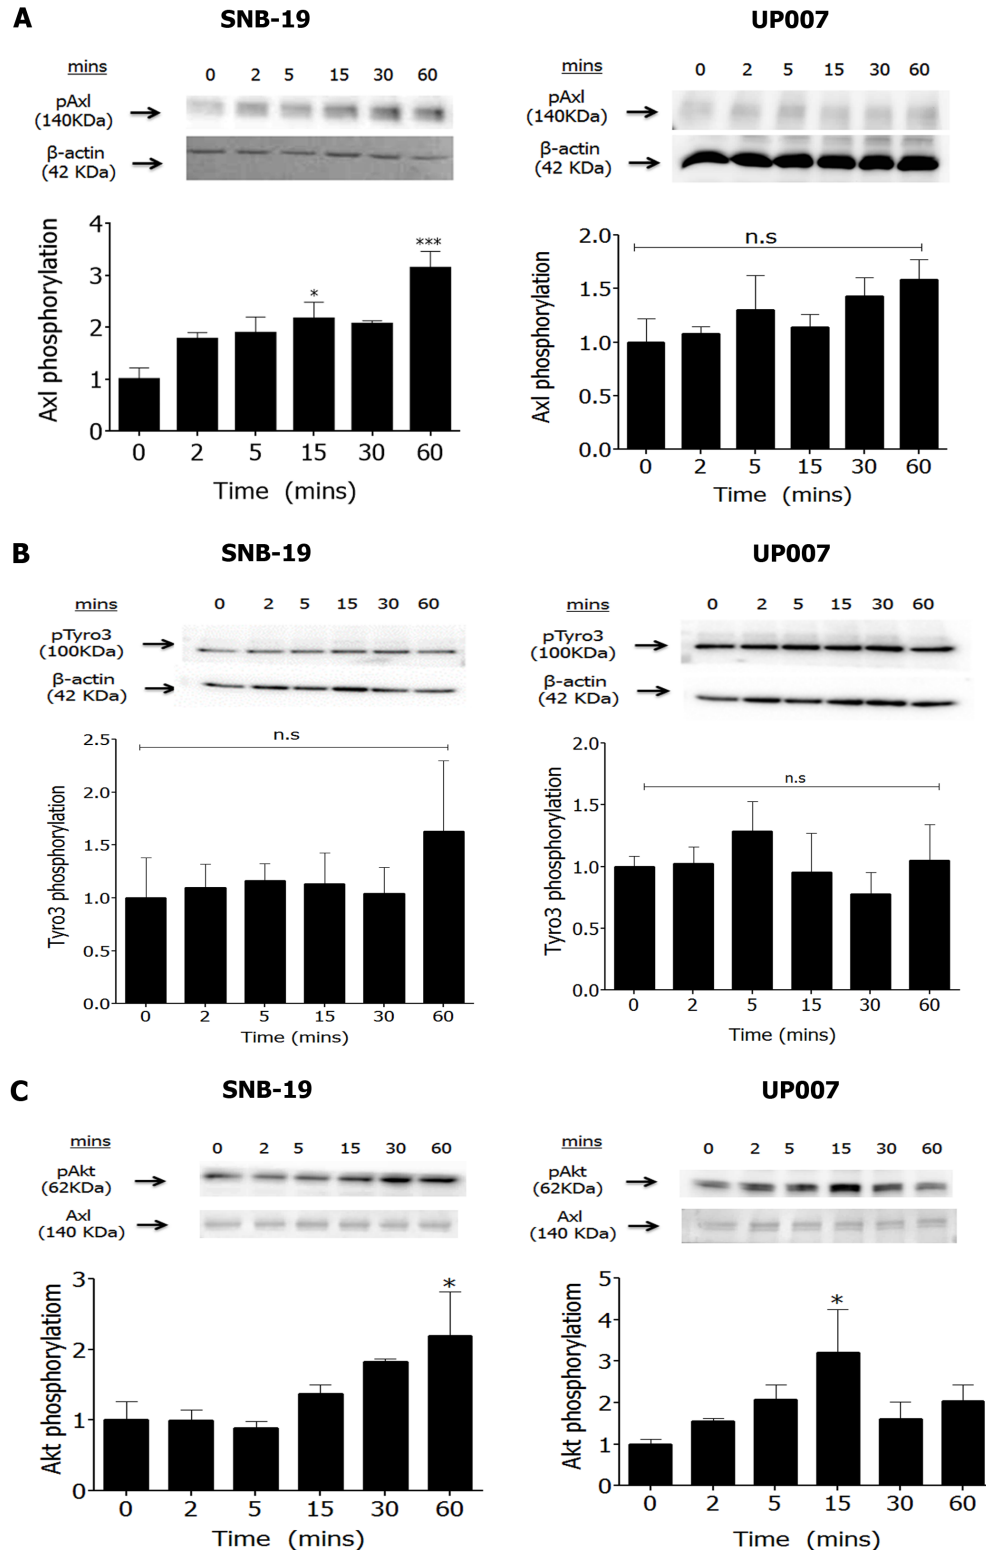 A
SNB-19
UP007
mins
0 2 5 15 30 60
pAxl
(140KDa)
β-actin
(42 KDa)
mins
0 2 5 15 30 60
pAxl
(140KDa)
β-actin
(42 KDa)
Axl phosphorylation
4
3
2
1
0
*
***
0 2 5 15 30 60
Time (mins)
Axl phosphorylation
2.0
1.5
1.0
0.5
0.0
n.s
0 2 5 15 30 60
Time (mins)
B
SNB-19
UP007
mins
0 2 5 15 30 60
pTyro3
(100KDa)
β-actin
(42 KDa)
mins
0 2 5 15 30 60
pTyro3
(100KDa)
β-actin
(42 KDa)
Tyro3 phosphorylation
2.5
2.0
1.5
1.0
0.5
0.0
n.s
0 2 5 15 30 60
Time (mins)
Tyro3 phosphorylation
2.0
1.5
1.0
0.5
0.0
n.s
0 2 5 15 30 60
Time (mins)
C
SNB-19
UP007
mins
0 2 5 15 30 60
pAkt
(62KDa)
Axl
(140 KDa)
mins
0 2 5 15 30 60
pAkt
(62KDa)
Axl
(140 KDa)
Akt phosphorylatiom
3
2
1
0
*
0 2 5 15 30 60
Time (mins)
Akt phosphorylatiom
5
4
3
2
1
0
*
0 2 5 15 30 60
Time (mins)